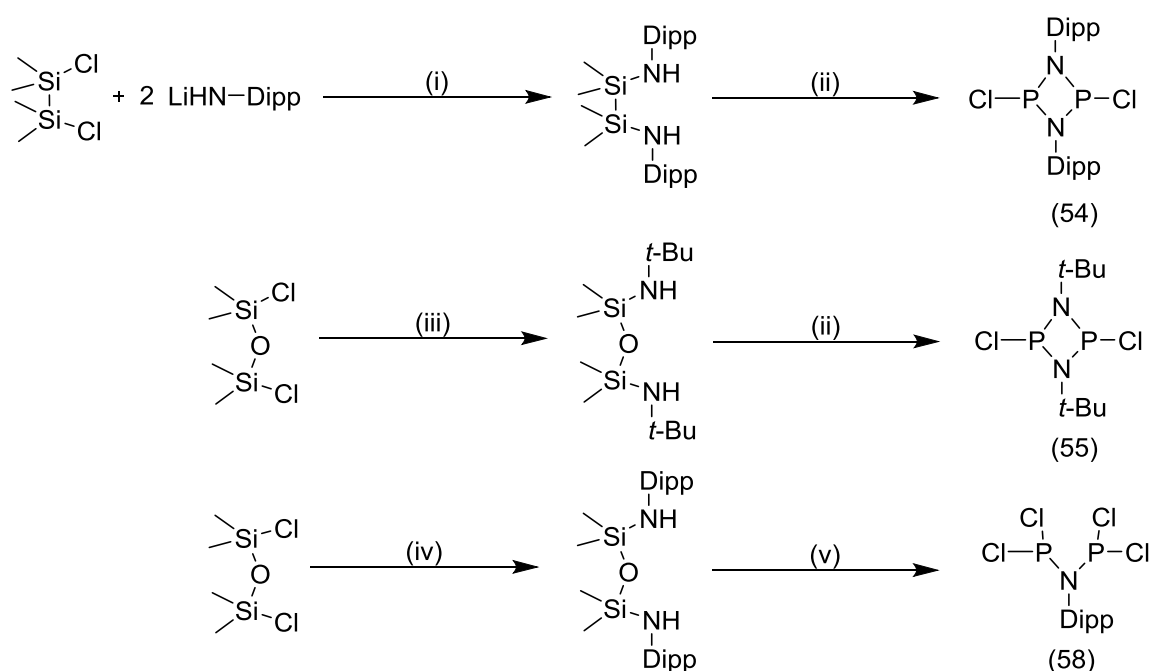 Si Cl
Si Cl
+ 2 LiHN Dipp
(i)
Dipp
Si NH
Si NH
Dipp
(ii)
Dipp
N
Cl P P Cl
N
Dipp
(54)
Si Cl
O
Si Cl
(iii)
t-Bu
Si NH
O
Si NH
t-Bu
(ii)
t-Bu
N
Cl P P Cl
N
t-Bu
(55)
Si Cl
O
Si Cl
(iv)
Dipp
Si NH
O
Si NH
Dipp
(v)
Cl Cl
Cl P P Cl
N
Dipp
(58)